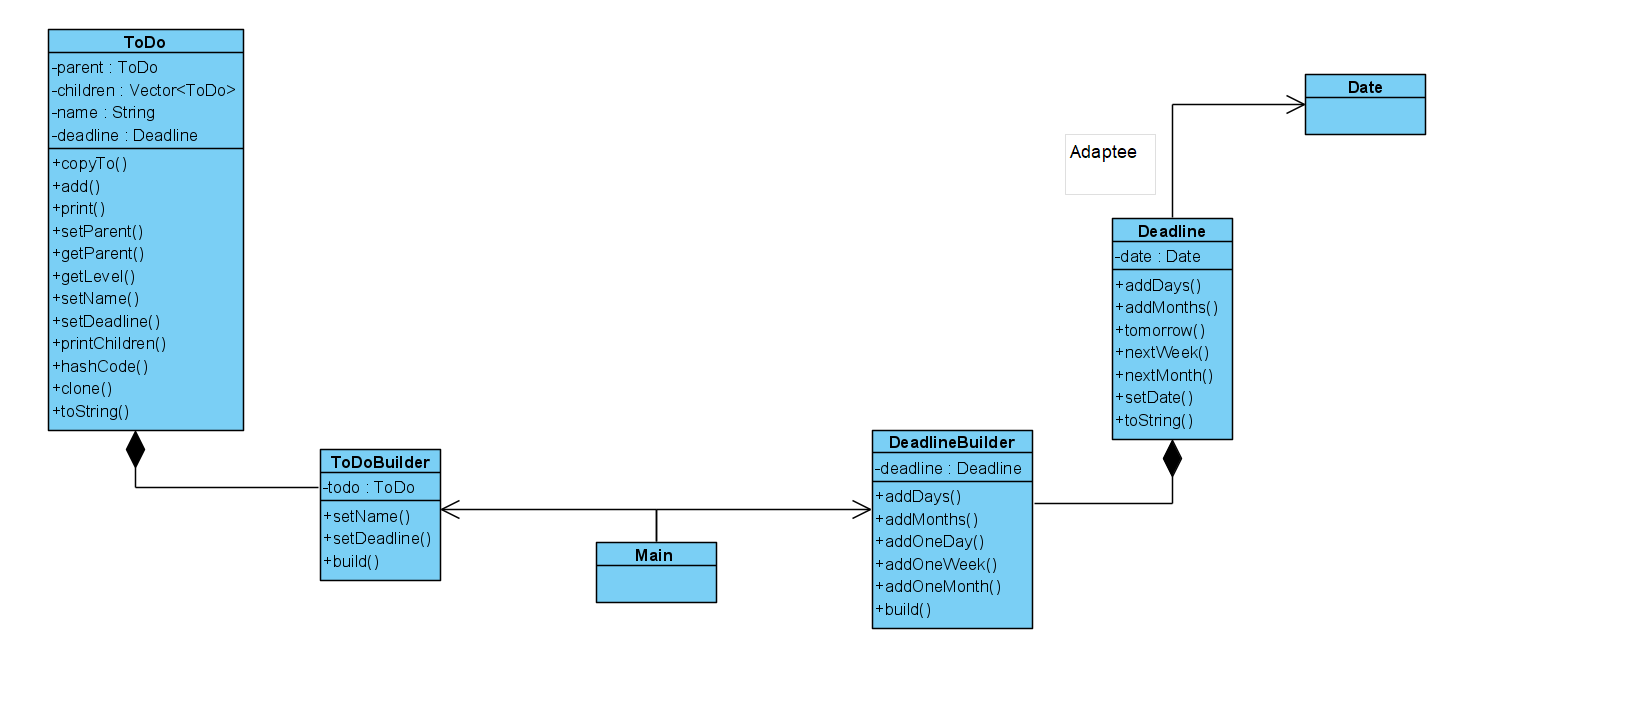 ToDo
-parent : ToDo
-children : Vector<ToDo>
-name : String
-deadline : Deadline
+copyTo()
+add()
+print()
+setParent()
+getParent()
+getLevel()
+setName()
+setDeadline()
+printChildren()
+hashCode()
+clone()
+toString()
ToDoBuilder
-todo : ToDo
+setName()
+setDeadline()
+build()
Main
DeadlineBuilder
-deadline : Deadline
+addDays()
+addMonths()
+addOneDay()
+addOneWeek()
+addOneMonth()
+build()
Adaptee
Deadline
-date : Date
+addDays()
+addMonths()
+tomorrow()
+nextWeek()
+nextMonth()
+setDate()
+toString()
Date